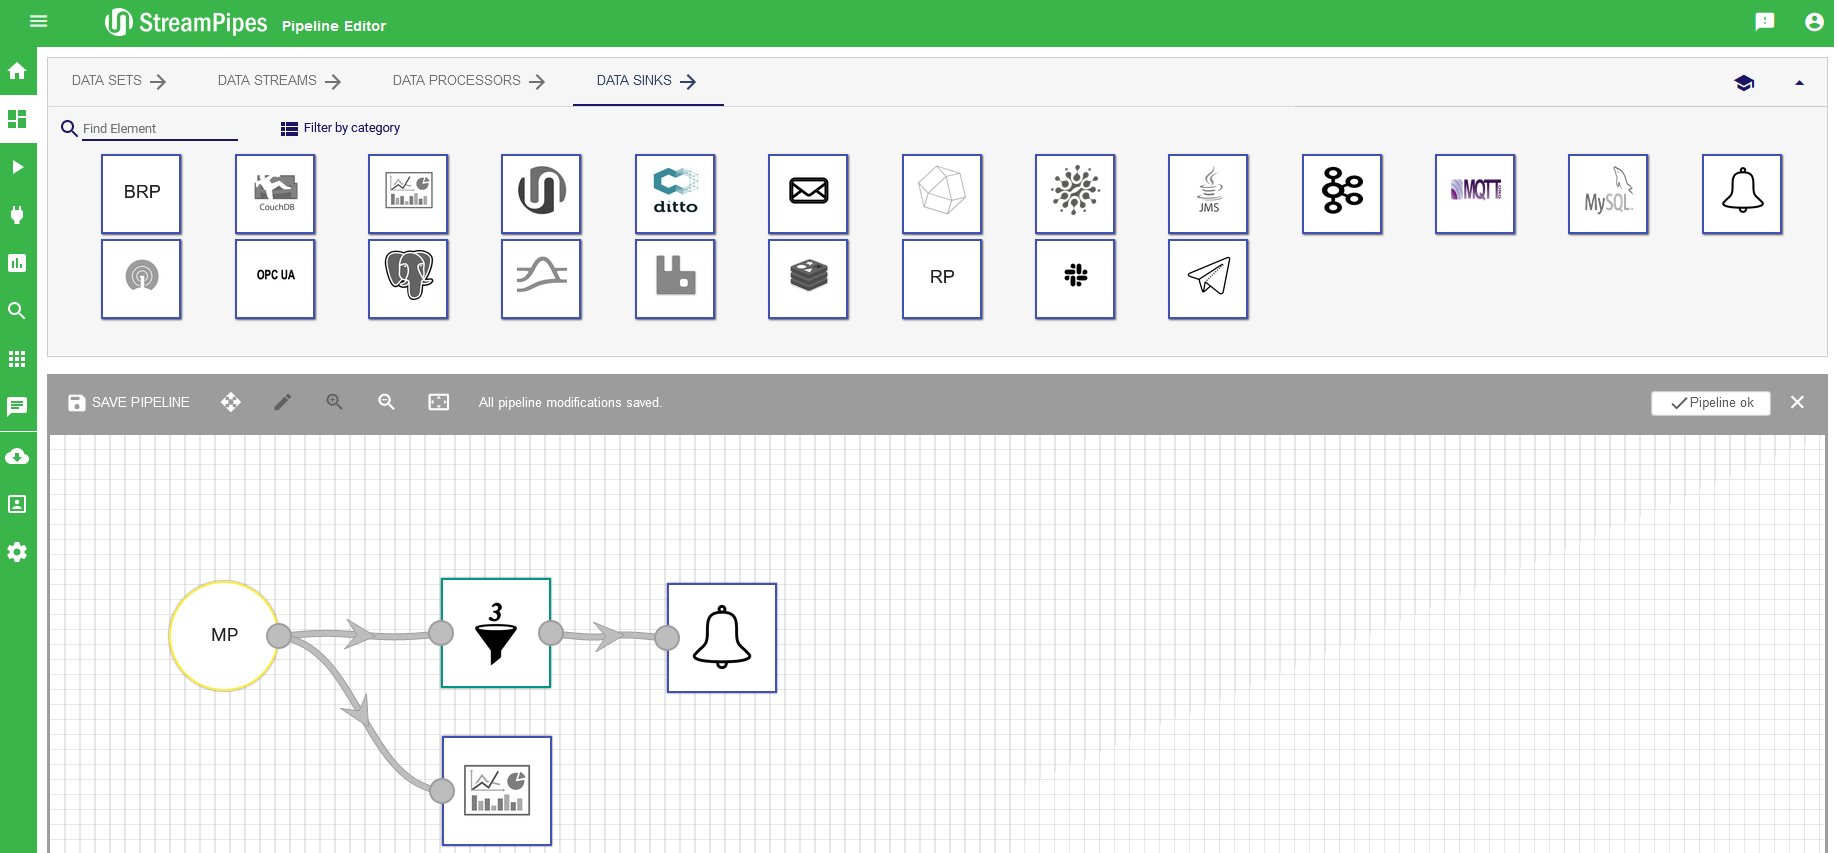 StreamPipes Pipeline Editor
DATA SETS DATA STREAMS DATA PROCESSORS DATA SINKS
Find Element Filter by category
BRP CouchDB ditto JMS MQTT MySQL
OPC UA RP
SAVE PIPELINE All pipeline modifications saved. Pipeline ok
MP 3